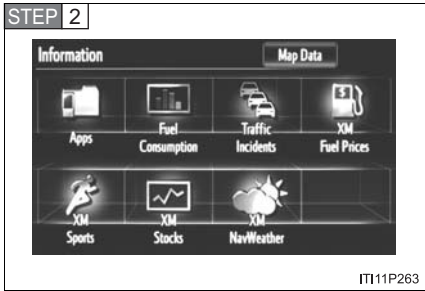 STEP 2
Information
Map Data
Apps
Fuel
Consumption
Traffic
Incidents
XM
Fuel Prices
XM
Sports
XM
Stocks
XM
NavWeather
ITI11P263